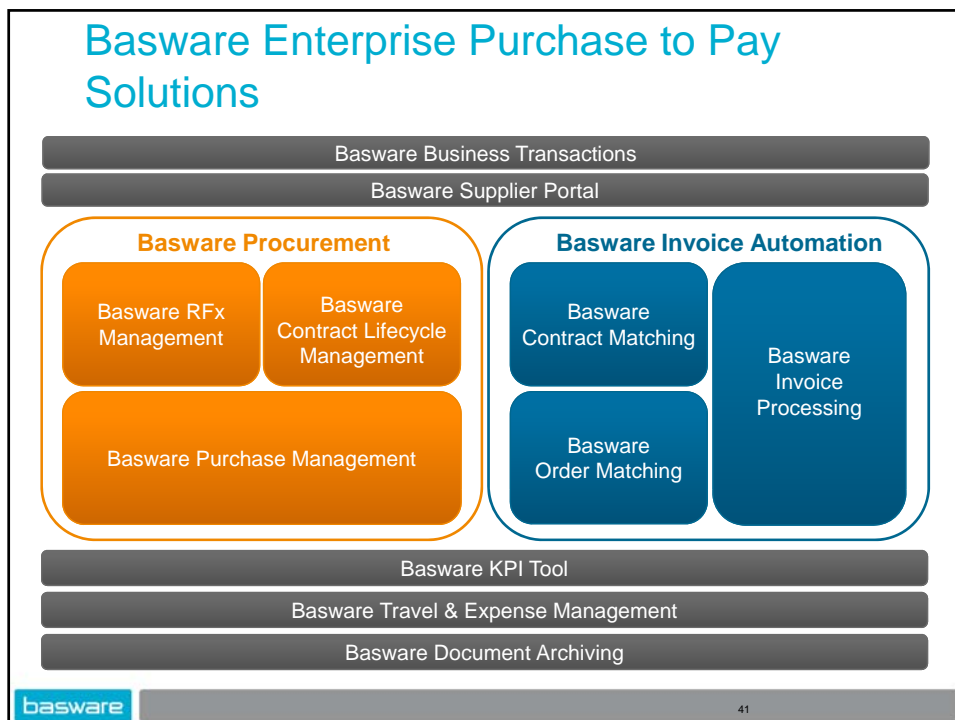 Basware Enterprise Purchase to Pay
Solutions
Basware Business Transactions
Basware Supplier Portal
Basware Procurement
Basware RFx
Management
Basware
Contract Lifecycle
Management
Basware Purchase Management
Basware Invoice Automation
Basware
Contract Matching
Basware
Order Matching
Basware
Invoice
Processing
Basware KPI Tool
Basware Travel & Expense Management
Basware Document Archiving
basware
41